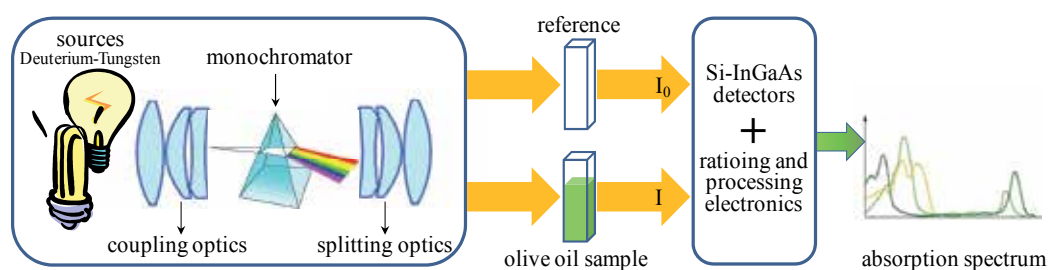 sources
Deuterium-Tungsten
monochromator
coupling optics
splitting optics
reference
I₀
I
olive oil sample
Si-InGaAs
detectors
+
ratioing and
processing
electronics
absorption spectrum